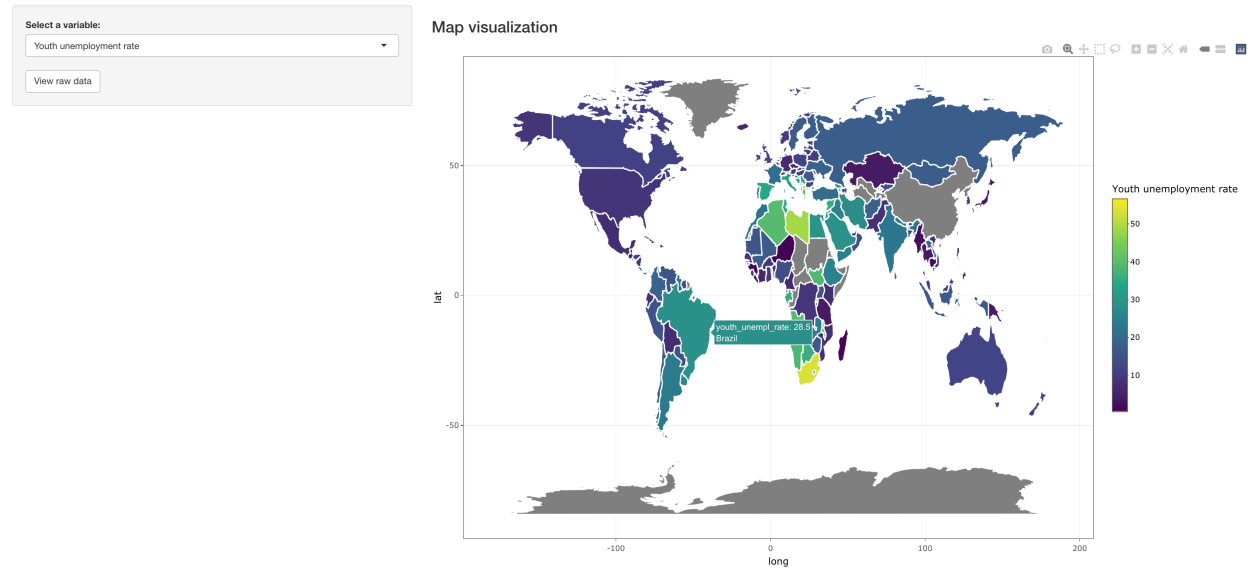 Select a variable:
Youth unemployment rate
View raw data
Map visualization
50
0
-50
lat
-100
0
100
200
long
youth_unempl_rate: 28.5
Brazil
Youth unemployment rate
50
40
30
20
10